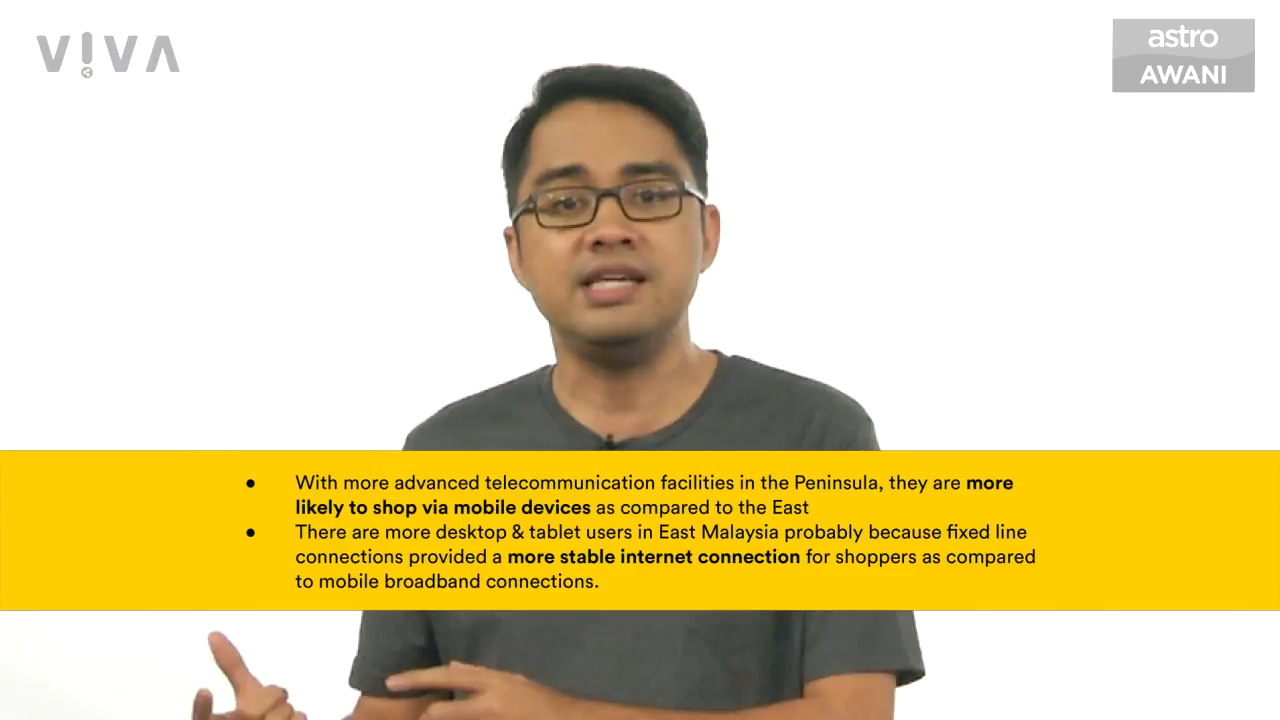 V!VA
astro
AWANI
● With more advanced telecommunication facilities in the Peninsula, they are more
likely to shop via mobile devices as compared to the East
● There are more desktop & tablet users in East Malaysia probably because fixed line
connections provided a more stable internet connection for shoppers as compared
to mobile broadband connections.